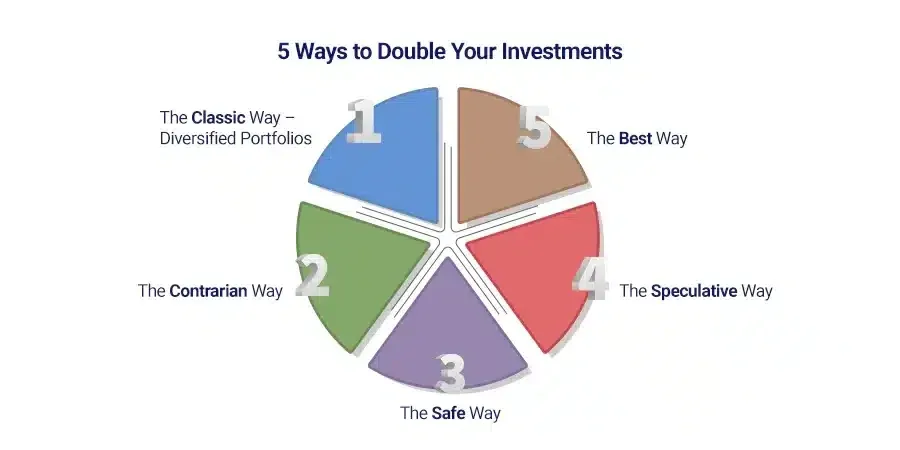 5 Ways to Double Your Investments
1
The Classic Way –
Diversified Portfolios
2
The Contrarian Way
3
The Safe Way
4
The Speculative Way
5
The Best Way